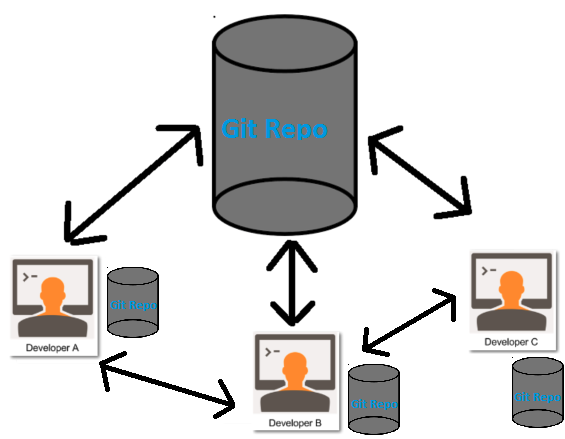 Git Repo
>-
>-
Git Repo
Developer A
>-
Developer C
Git Repo
Git Repo
Developer B